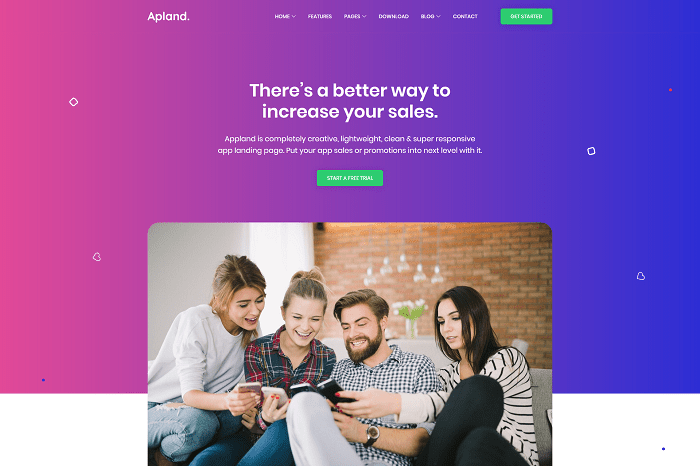 Apland.
HOME
FEATURES
PAGES
DOWNLOAD
BLOG
CONTACT
GET STARTED
There's a better way to
increase your sales.
Appland is completely creative, lightweight, clean & super responsive
app landing page. Put your app sales or promotions into next level with it.
START A FREE TRIAL